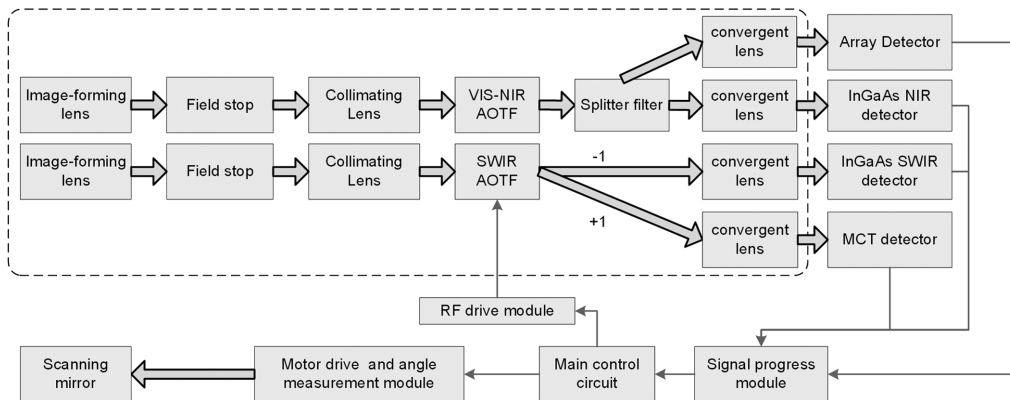 convergent
lens
Array Detector
Image-forming
lens
Field stop
Collimating
Lens
VIS-NIR
AOTF
Splitter filter
convergent
lens
InGaAs NIR
detector
Image-forming
lens
Field stop
Collimating
Lens
SWIR
AOTF
-1
+1
convergent
lens
InGaAs SWIR
detector
convergent
lens
MCT detector
RF drive module
Scanning
mirror
Motor drive and angle
measurement module
Main control
circuit
Signal progress
module